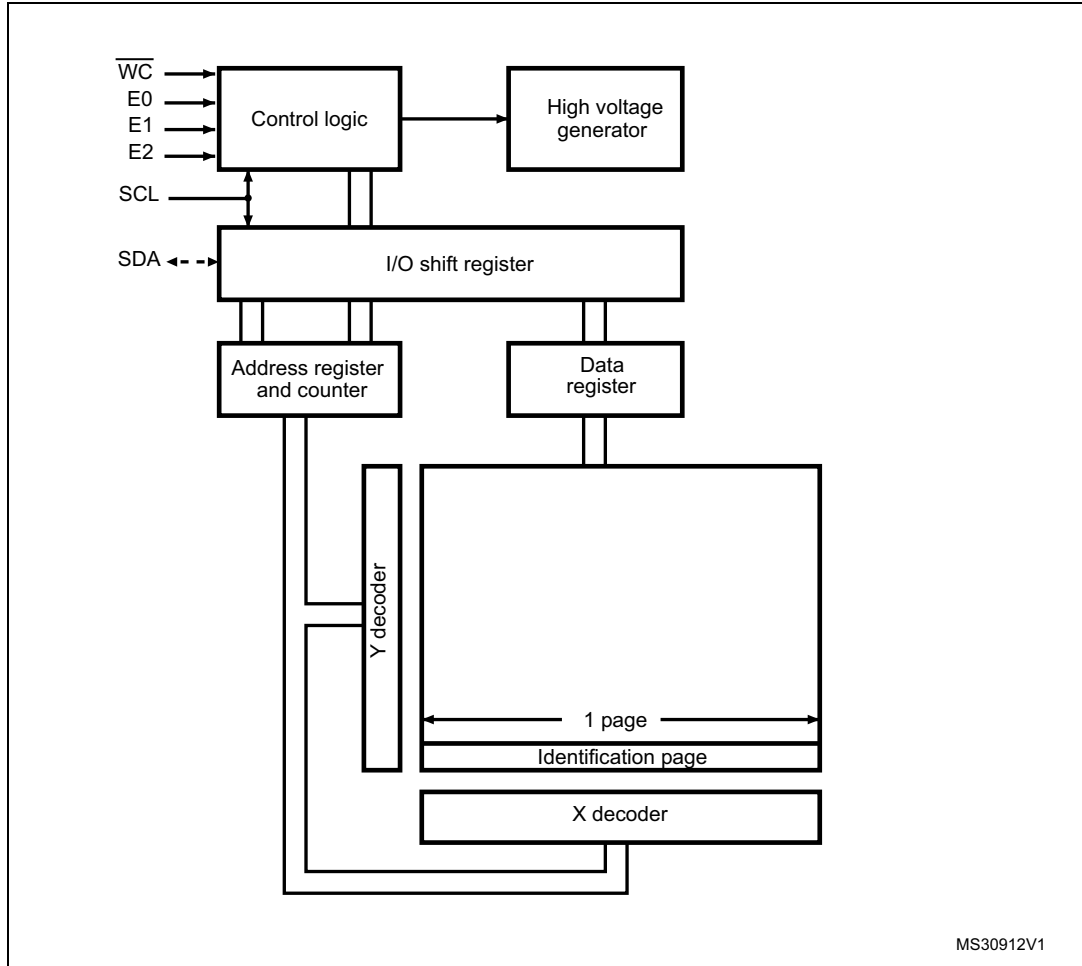 W̅C̅
E0
E1
E2
SCL
SDA
Control logic
High voltage
generator
I/O shift register
Address register
and counter
Data
register
Y decoder
1 page
Identification page
X decoder
MS30912V1